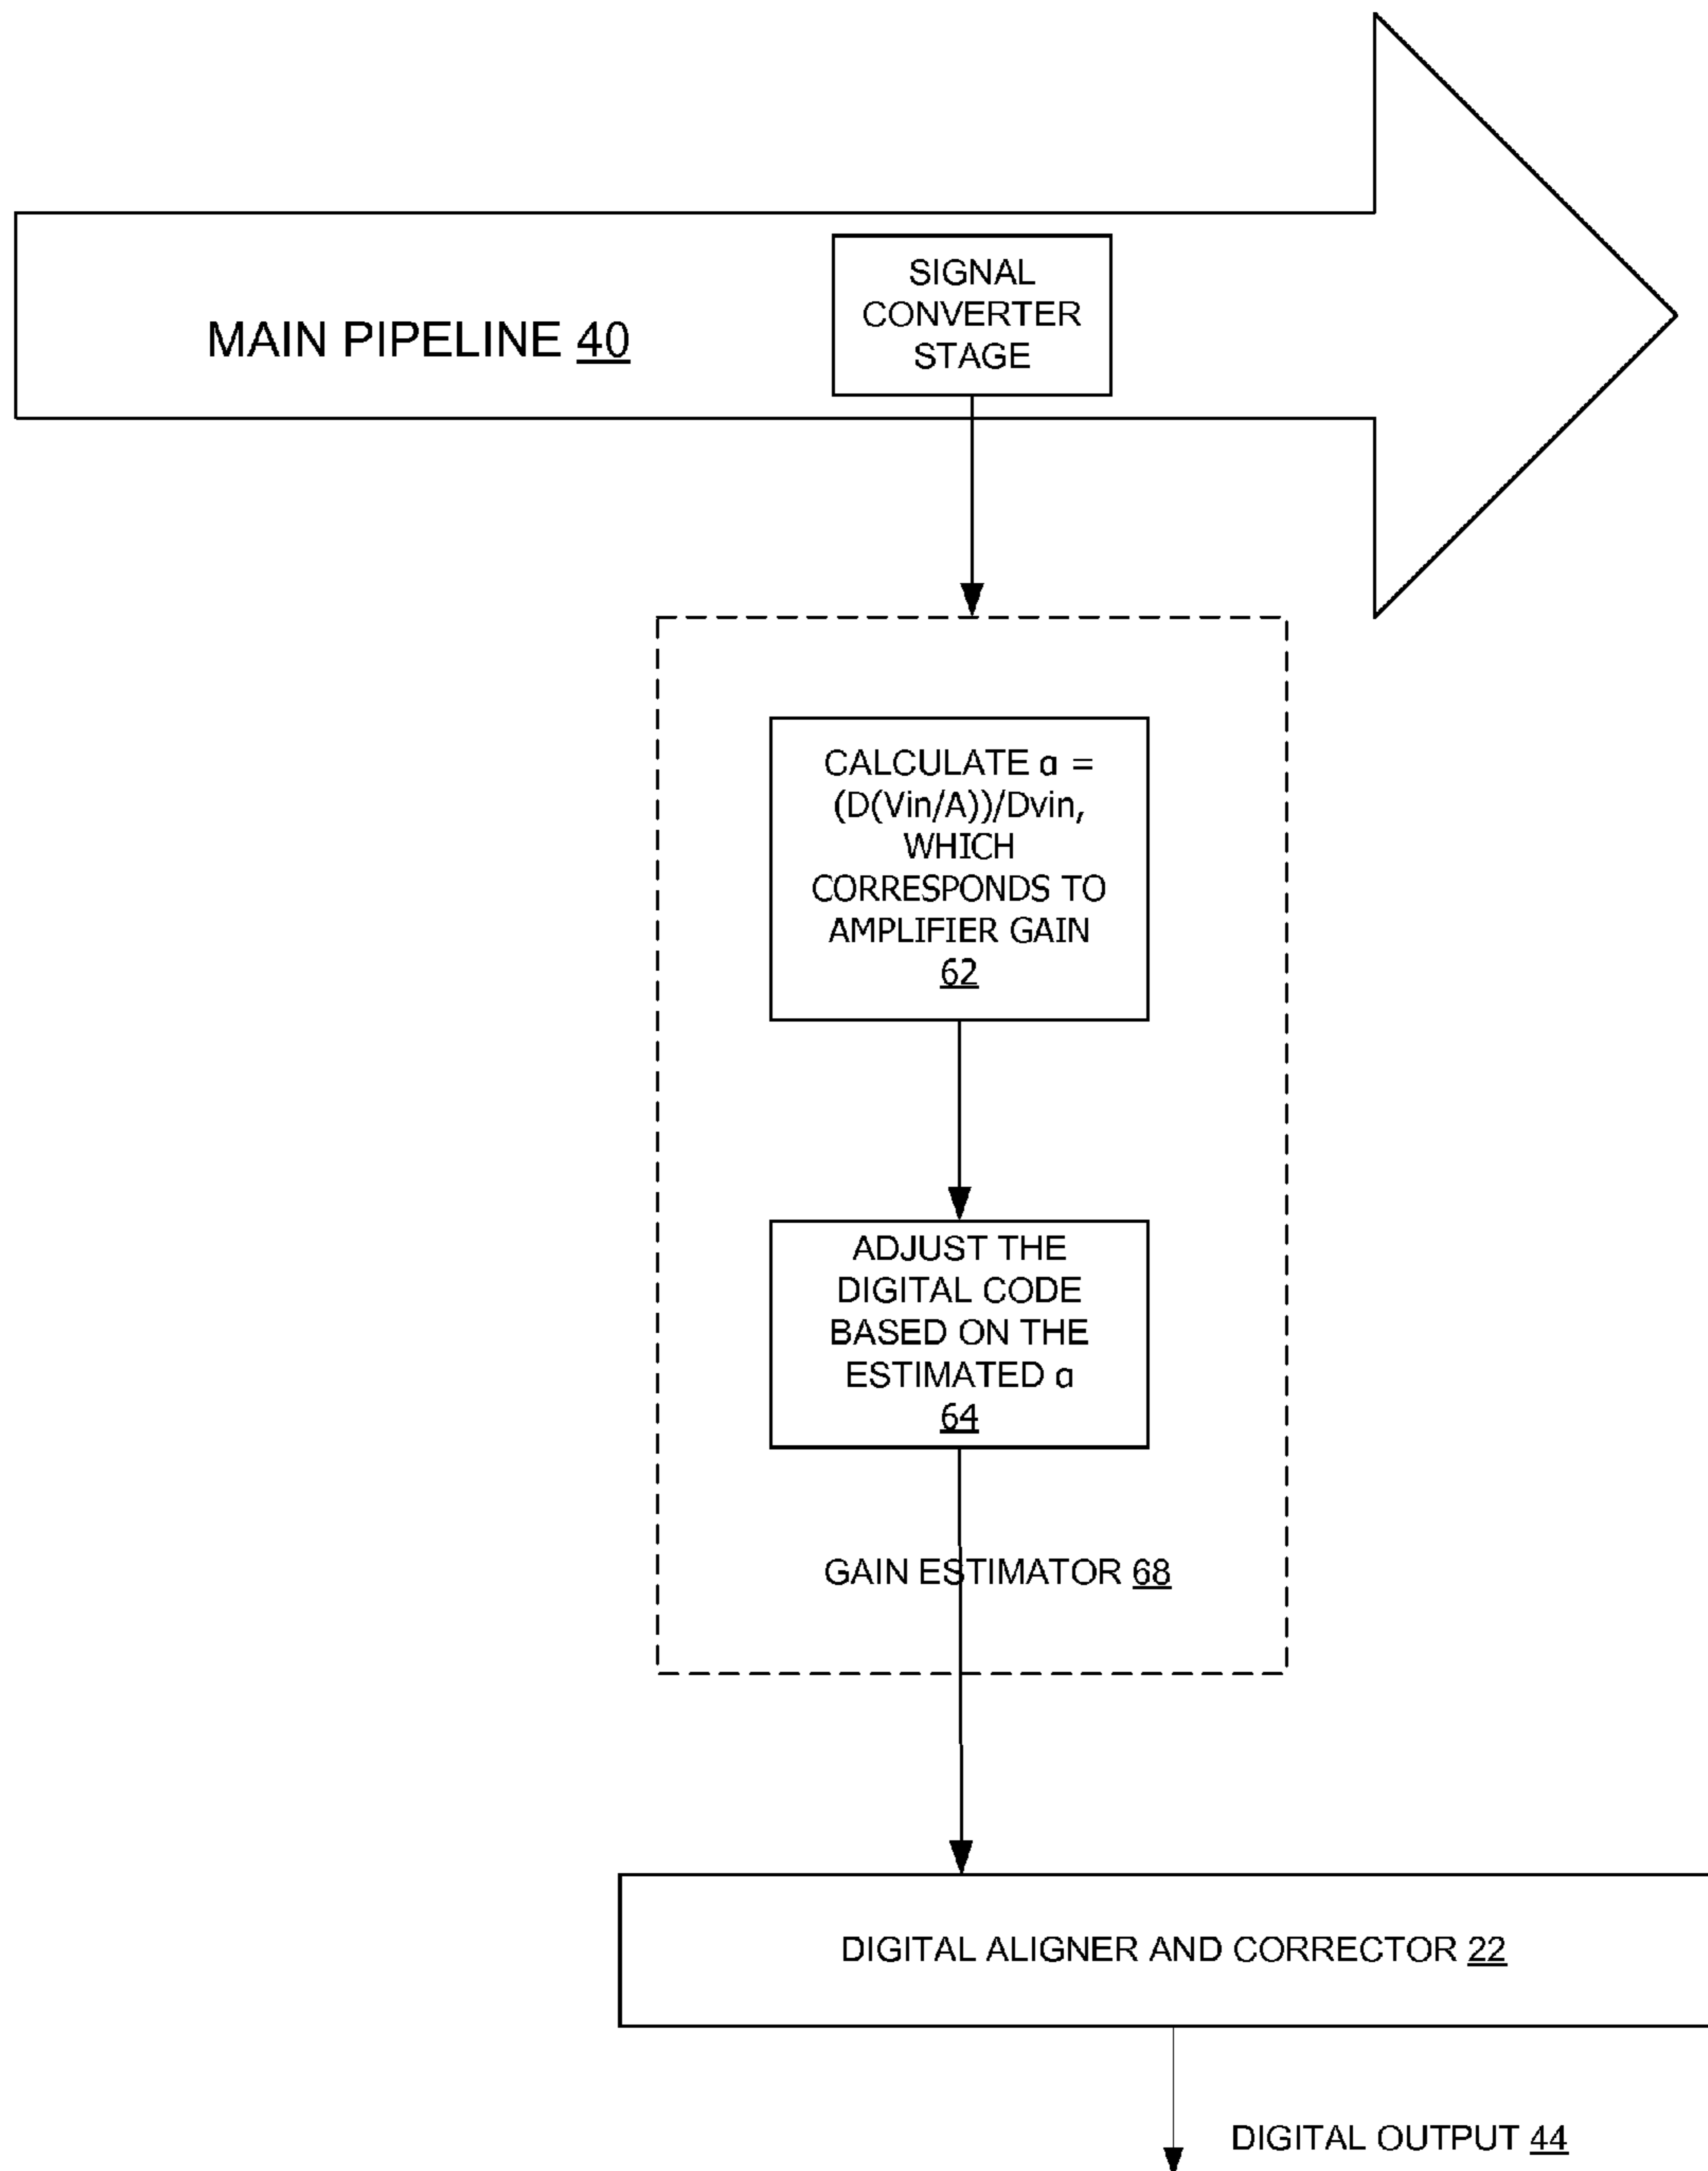 SIGNAL
CONVERTER
STAGE
MAIN PIPELINE 40
CALCULATE α =
(D(Vin/A))/Dvin,
WHICH
CORRESPONDS TO
AMPLIFIER GAIN
62
ADJUST THE
DIGITAL CODE
BASED ON THE
ESTIMATED α
64
GAIN ESTIMATOR 68
DIGITAL ALIGNER AND CORRECTOR 22
DIGITAL OUTPUT 44